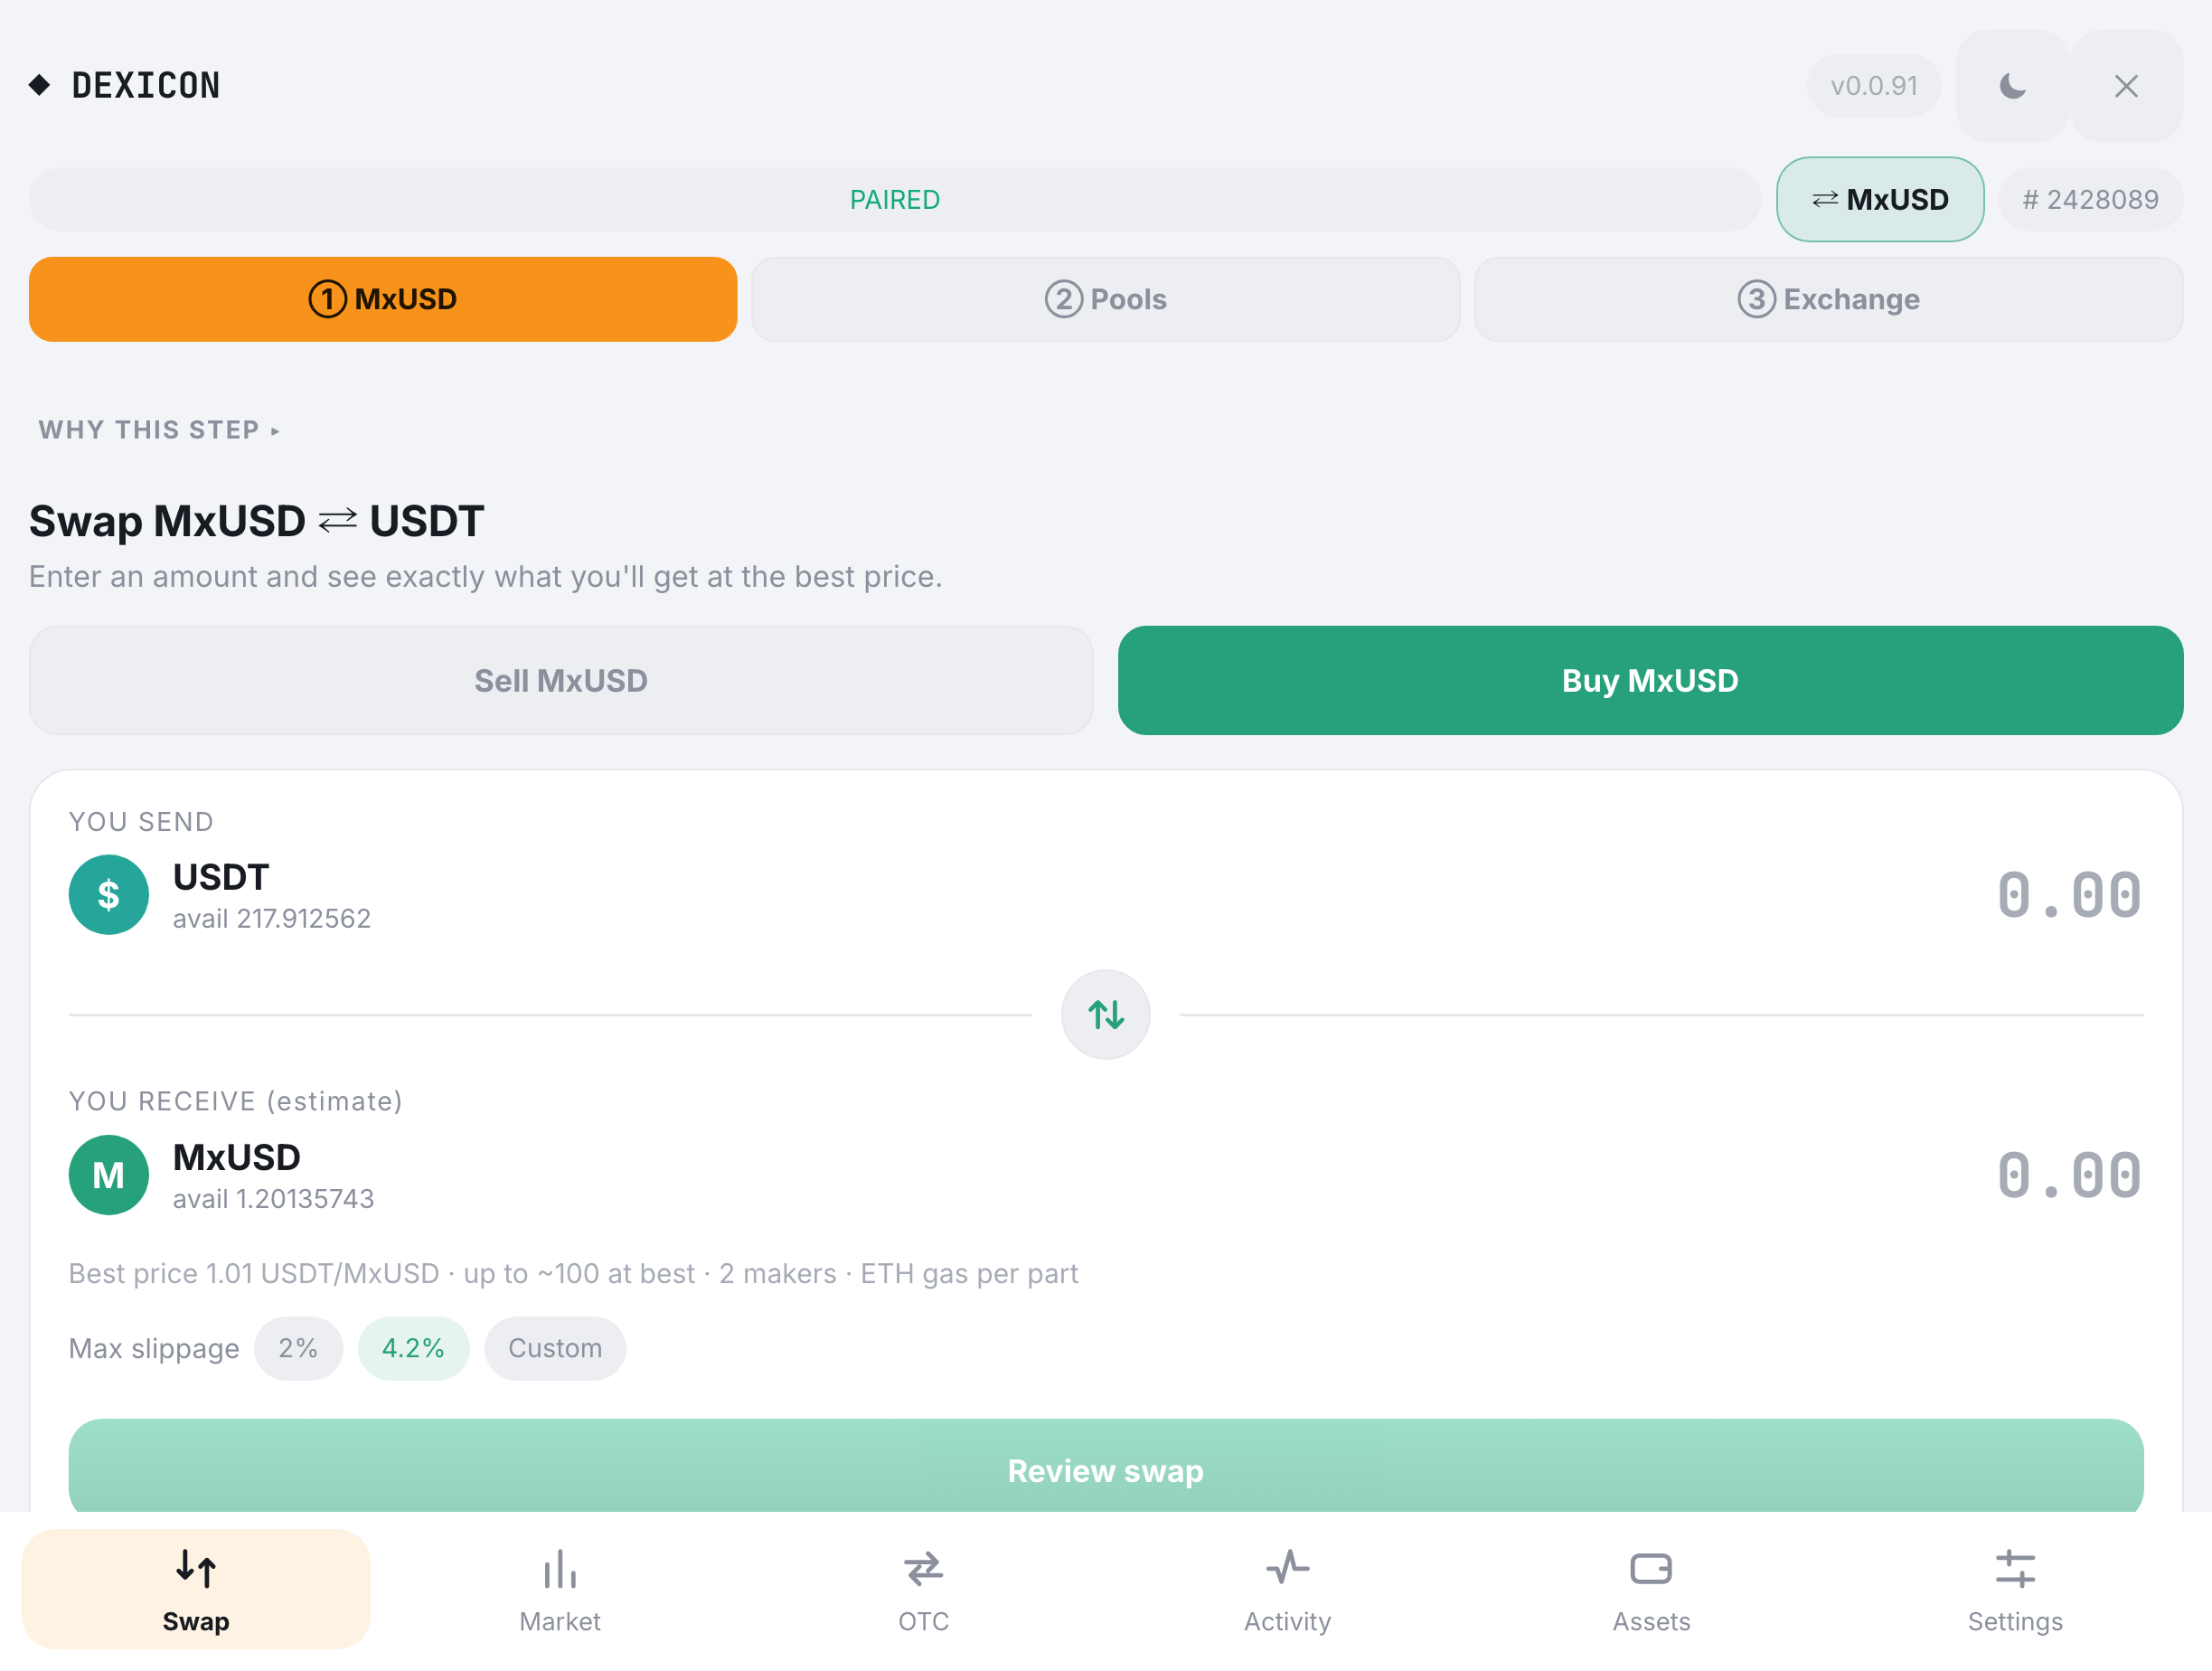 ◆ DEXICON
v0.0.91
PAIRED
⇄ MxUSD
# 2428089
① MxUSD
② Pools
③ Exchange
WHY THIS STEP ▸
Swap MxUSD ⇄ USDT
Enter an amount and see exactly what you'll get at the best price.
Sell MxUSD
Buy MxUSD
YOU SEND
$
USDT
avail 217.912562
0.00
YOU RECEIVE (estimate)
M
MxUSD
avail 1.20135743
0.00
Best price 1.01 USDT/MxUSD · up to ~100 at best · 2 makers · ETH gas per part
Max slippage 2% 4.2% Custom
Review swap
Swap
Market
OTC
Activity
Assets
Settings